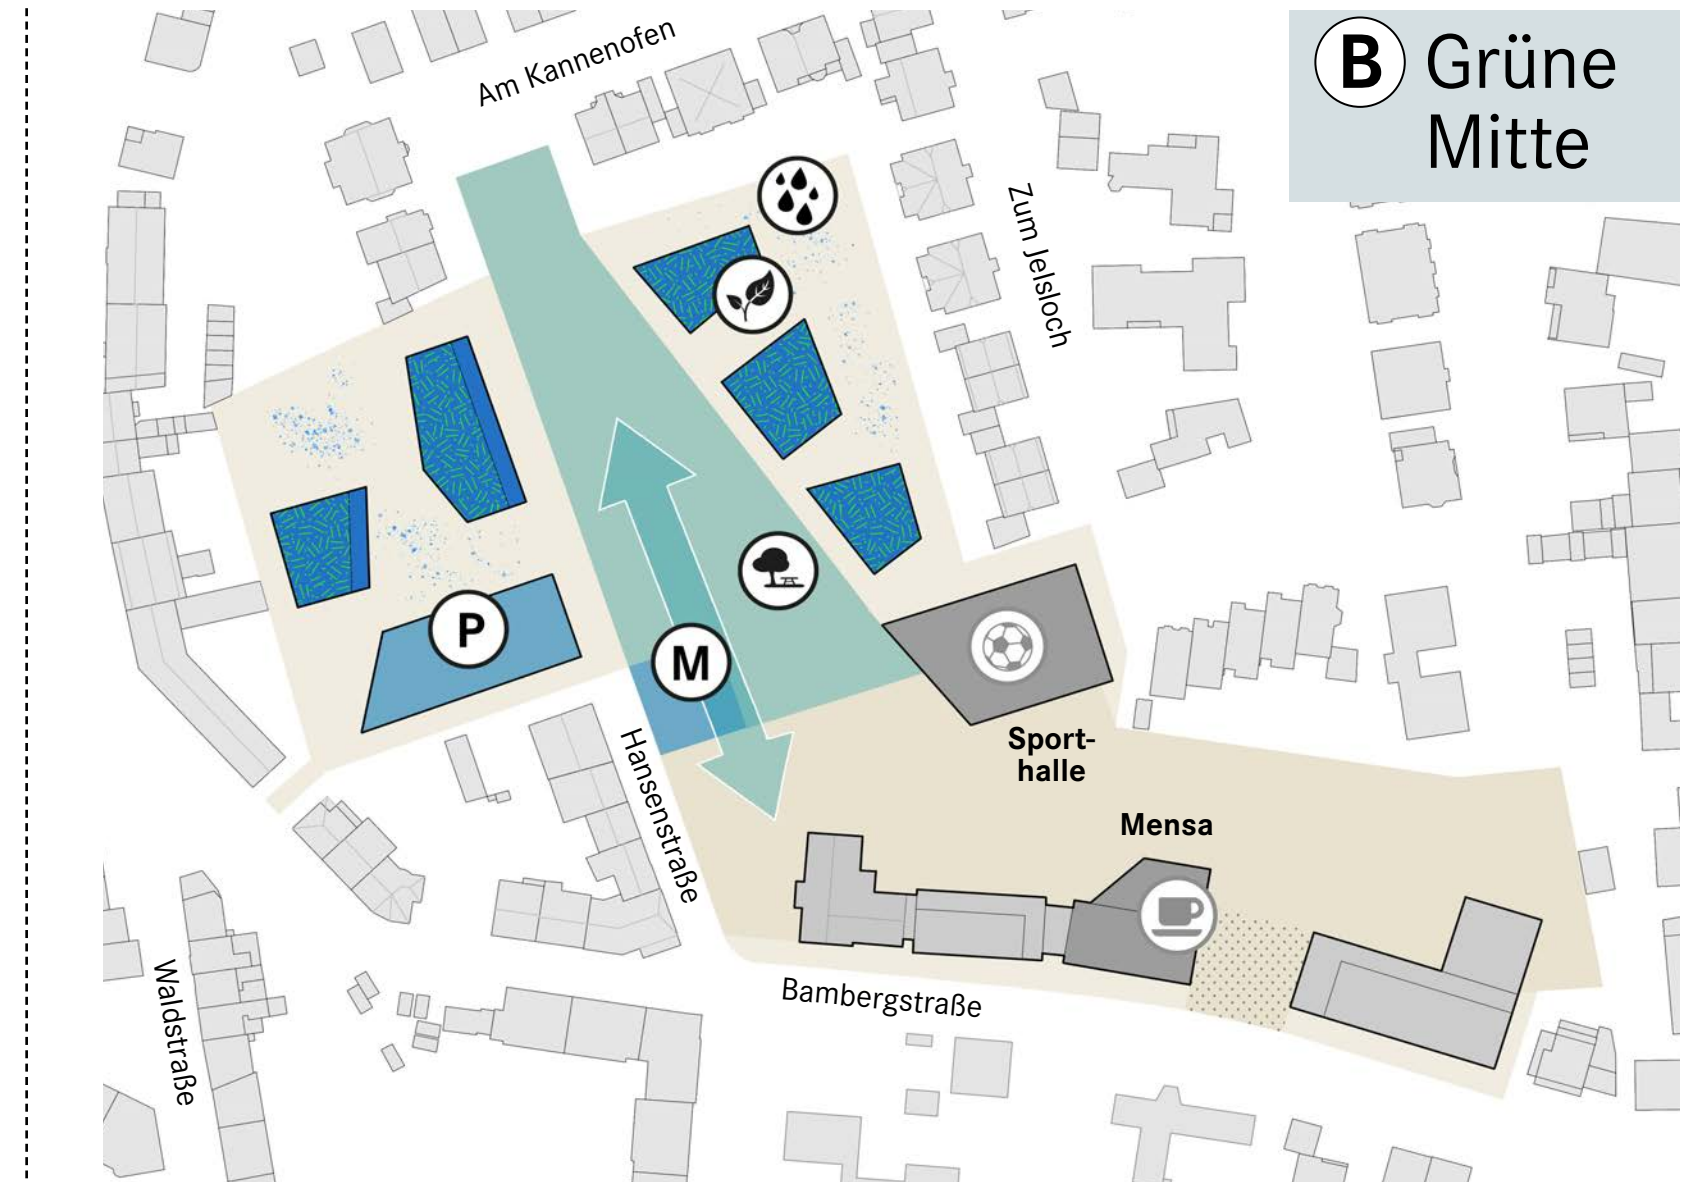 B
Grüne
Mitte
Am Kannenofen
Zum Jelsloch
P
M
Hansenstraße
Sport-
halle
Mensa
Bambergstraße
Waldstraße